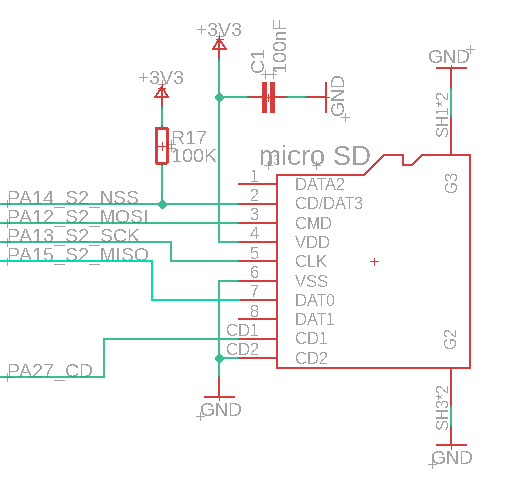 +3V3
C1
100nF
GND
+3V3
R17
100K
GND
SH1*2
micro SD
G3
PA14_S2_NSS
PA12_S2_MOSI
PA13_S2_SCK
PA15_S2_MISO
PA27_CD
1 DATA2
2 CD/DAT3
3 CMD
4 VDD
5 CLK
6 VSS
7 DAT0
8 DAT1
CD1 CD1
CD2 CD2
G2
GND
SH3*2
GND